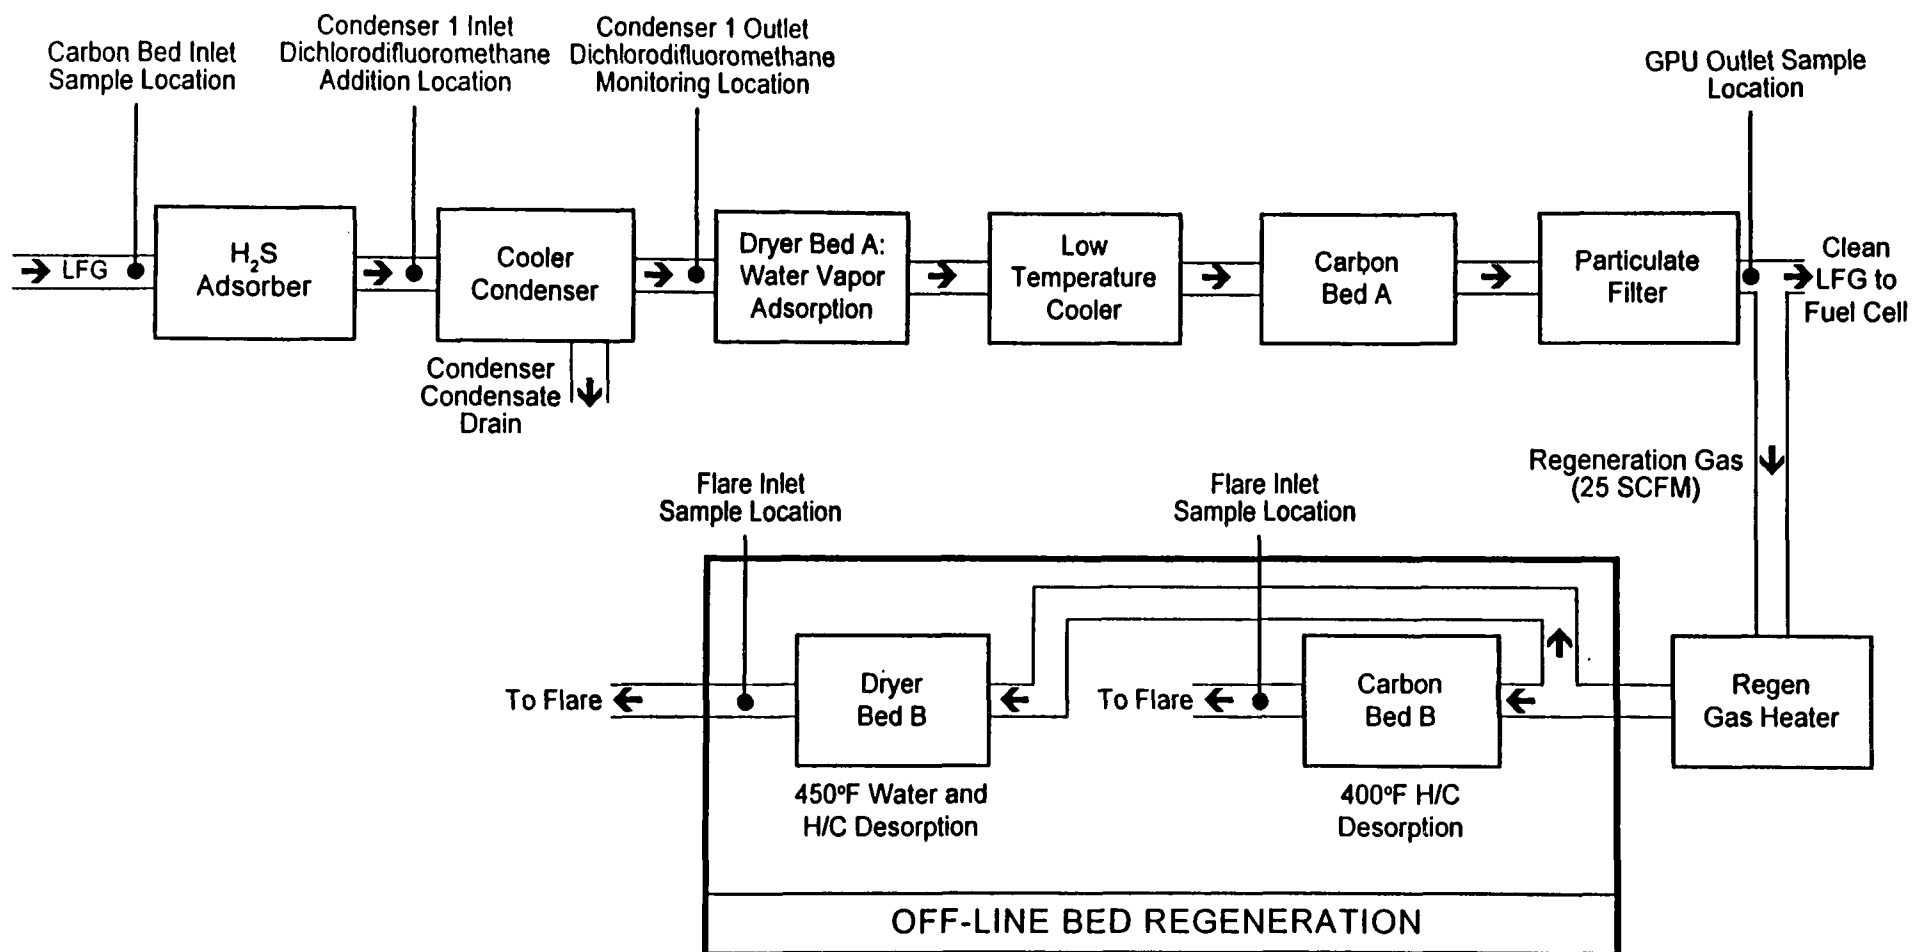 Carbon Bed Inlet
Sample Location
Condenser 1 Inlet
Dichlorodifluoromethane
Addition Location
Condenser 1 Outlet
Dichlorodifluoromethane
Monitoring Location
GPU Outlet Sample
Location
LFG
H₂S
Adsorber
Cooler
Condenser
Dryer Bed A:
Water Vapor
Adsorption
Low
Temperature
Cooler
Carbon
Bed A
Particulate
Filter
Clean
LFG to
Fuel Cell
Condenser
Condensate
Drain
Regeneration Gas
(25 SCFM)
Flare Inlet
Sample Location
Flare Inlet
Sample Location
To Flare
Dryer
Bed B
To Flare
Carbon
Bed B
Regen
Gas Heater
450°F Water and
H/C Desorption
400°F H/C
Desorption
OFF-LINE BED REGENERATION